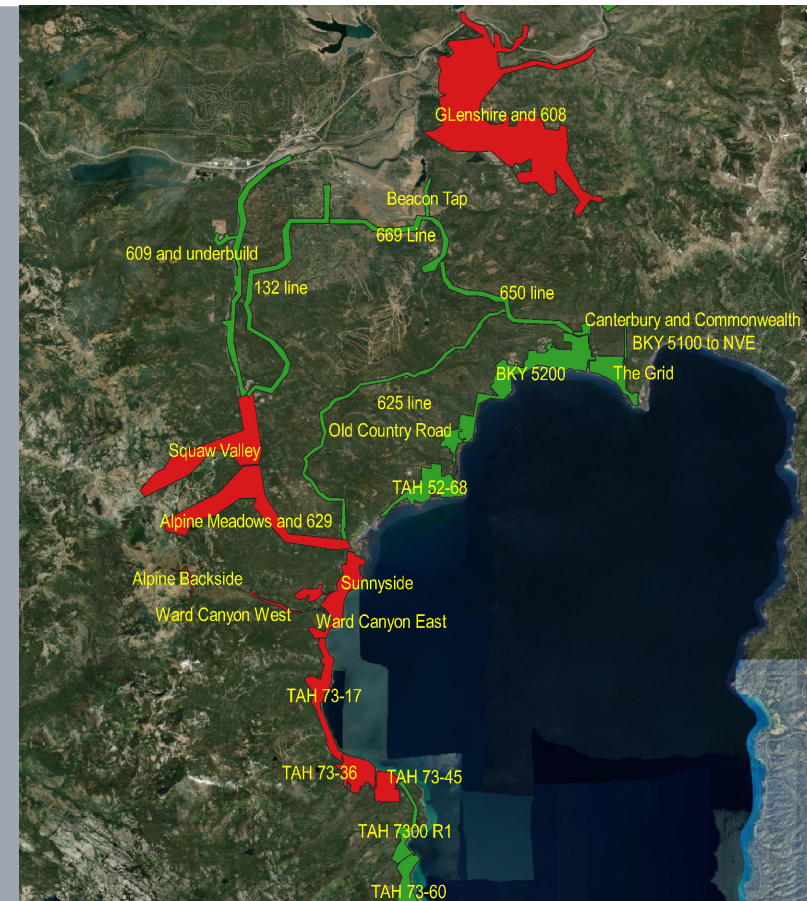 GLenshire and 608
Beacon Tap
669 Line
609 and underbuild
132 line
650 line
Canterbury and Commonwealth
BKY 5100 to NVE
BKY 5200
The Grid
625 line
Old Country Road
Squaw Valley
TAH 52-68
Alpine Meadows and 629
Alpine Backside
Sunnyside
Ward Canyon West
Ward Canyon East
TAH 73-17
TAH 73-36
TAH 73-45
TAH 7300 R1
TAH 73-60